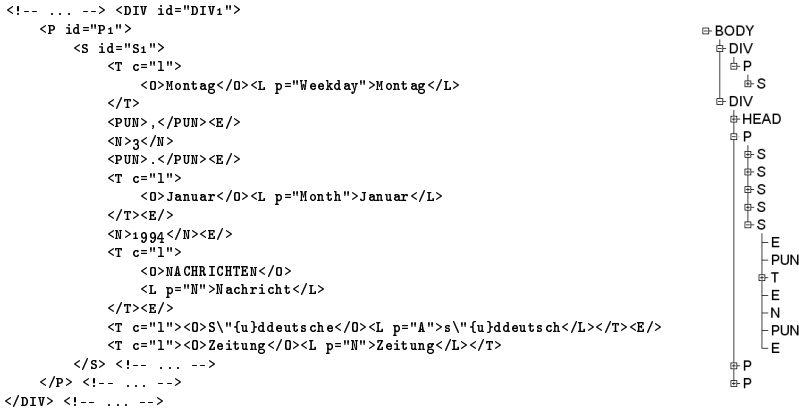 <!-- ... --> <DIV id="DIV1">
<P id="P1">
<S id="S1">
<T c="l">
<O>Montag</O><L p="Weekday">Montag</L>
</T>
<PUN>,</PUN><E/>
<N>3</N>
<PUN>.</PUN><E/>
<T c="l">
<O>Januar</O><L p="Month">Januar</L>
</T><E/>
<N>1994</N><E/>
<T c="l">
<O>NACHRICHTEN</O>
<L p="N">Nachricht</L>
</T><E/>
<T c="l"><O>S\"{u}ddeutsche</O><L p="A">s\"{u}ddeutsch</L></T><E/>
<T c="l"><O>Zeitung</O><L p="N">Zeitung</L></T>
</S> <!-- ... -->
</P> <!-- ... -->
</DIV> <!-- ... -->
BODY
DIV
P
S
DIV
HEAD
P
S
S
S
S
S
E
PUN
T
E
N
PUN
E
P
P